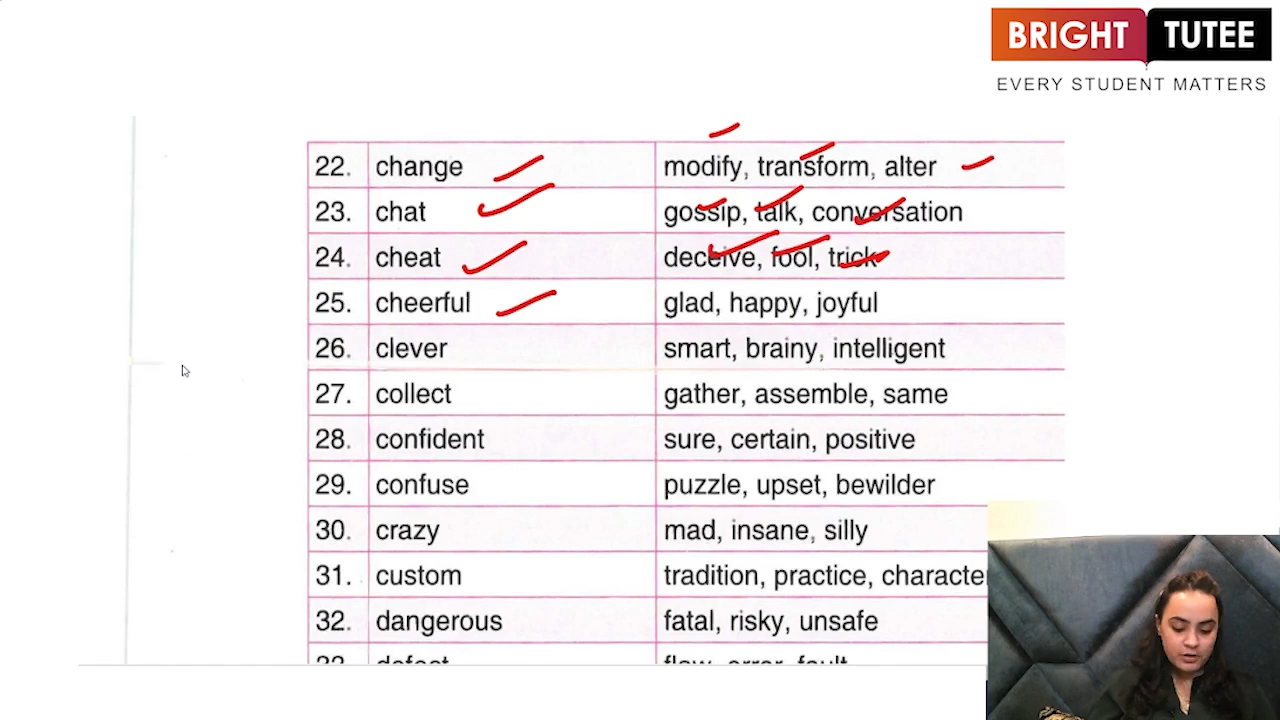 BRIGHT TUTEE
EVERY STUDENT MATTERS
22. change modify, transform, alter
23. chat gossip, talk, conversation
24. cheat deceive, fool, trick
25. cheerful glad, happy, joyful
26. clever smart, brainy, intelligent
27. collect gather, assemble, same
28. confident sure, certain, positive
29. confuse puzzle, upset, bewilder
30. crazy mad, insane, silly
31. custom tradition, practice, character
32. dangerous fatal, risky, unsafe